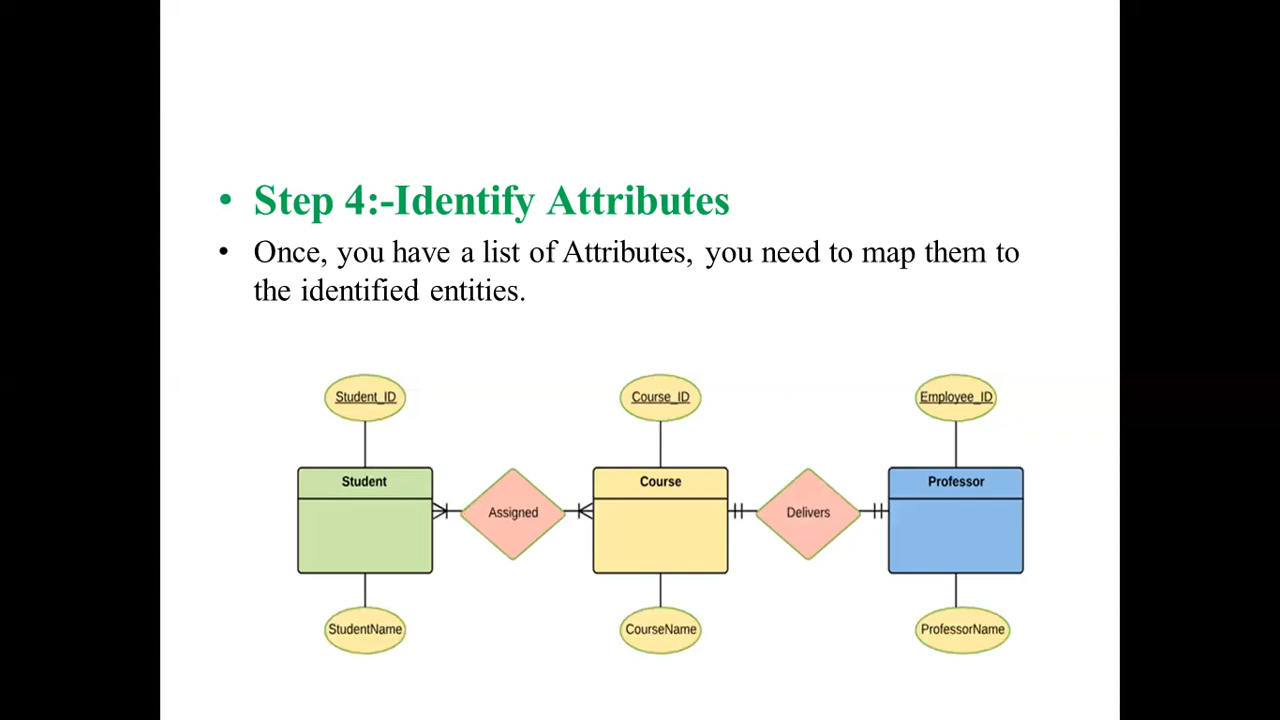 • Step 4:-Identify Attributes
• Once, you have a list of Attributes, you need to map them to
the identified entities.
Student_ID
Course_ID
Employee_ID
Student
Course
Professor
Assigned
Delivers
StudentName
CourseName
ProfessorName